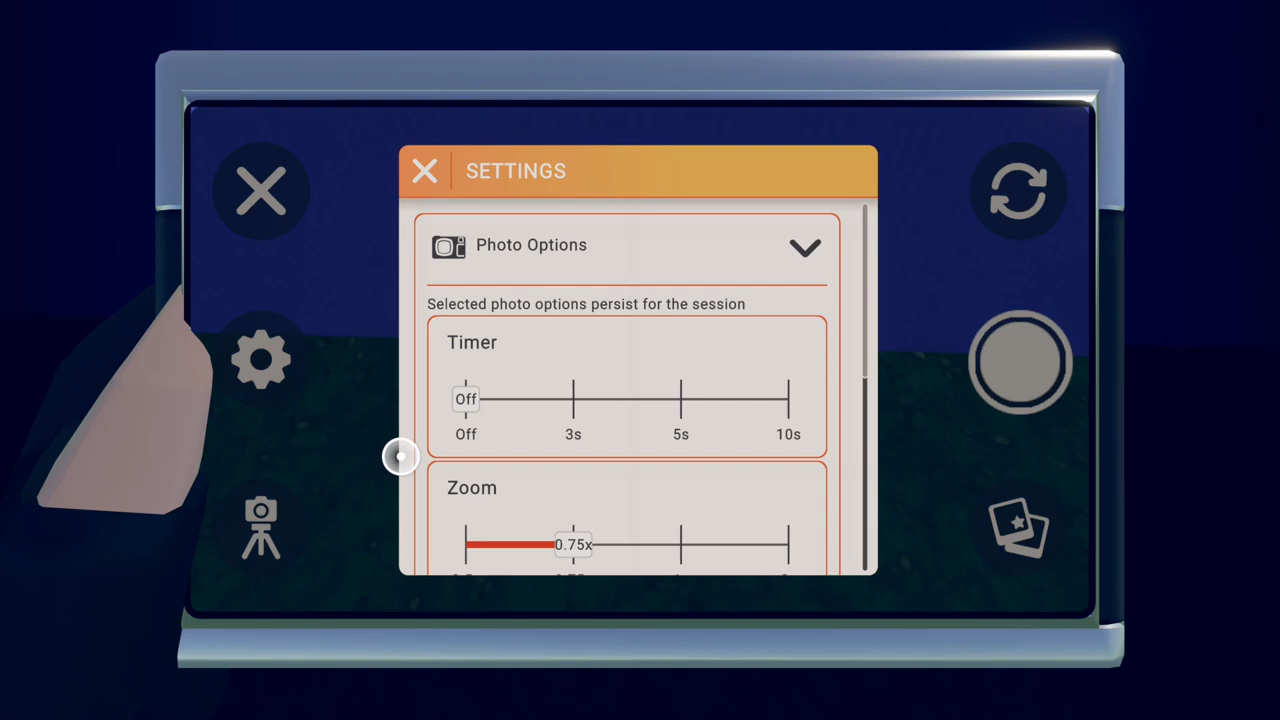 SETTINGS
Photo Options
Selected photo options persist for the session
Timer
Off
Off 3s 5s 10s
Zoom
0.75x